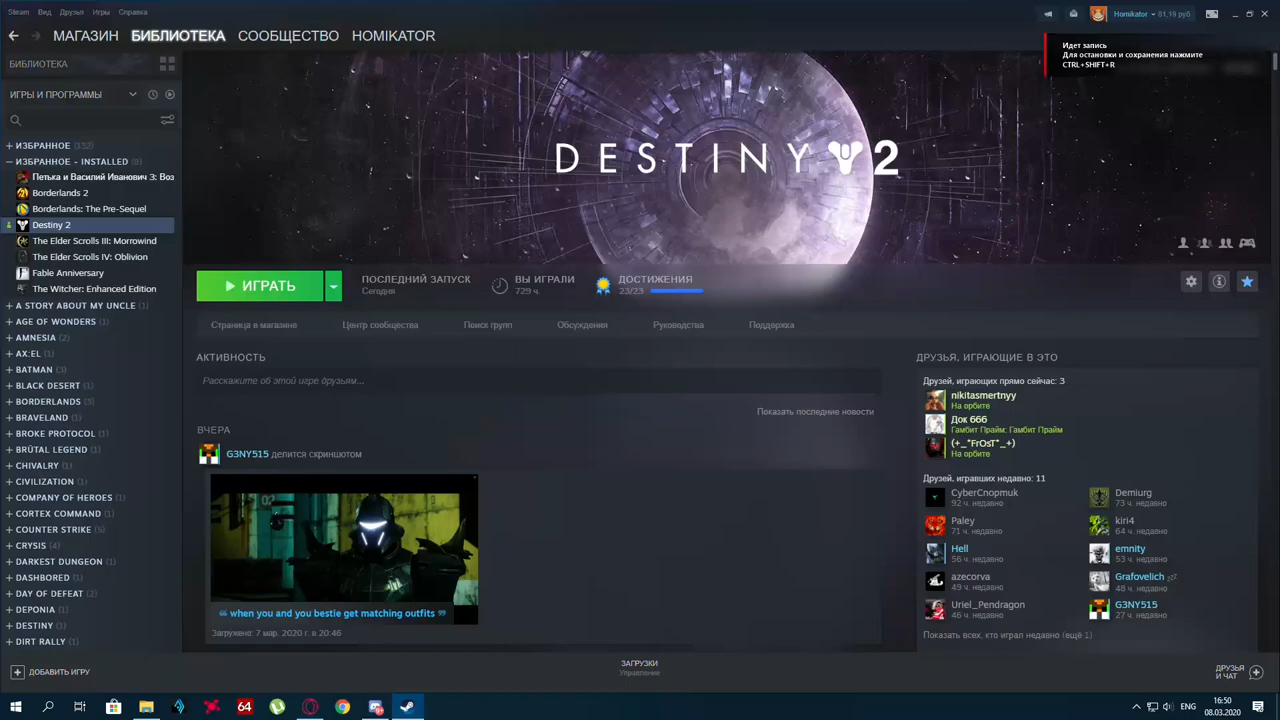 Steam Вид Друзья Игры Справка
Homikator 81,19 руб
МАГАЗИН БИБЛИОТЕКА СООБЩЕСТВО HOMIKATOR
Идет запись
Для остановки и сохранения нажмите
CTRL+SHIFT+R
БИБЛИОТЕКА
ИГРЫ И ПРОГРАММЫ
ИЗБРАННОЕ (132)
ИЗБРАННОЕ - INSTALLED (8)
Петька и Василий Иванович 3: Воз
Borderlands 2
Borderlands: The Pre-Sequel
Destiny 2
The Elder Scrolls III: Morrowind
The Elder Scrolls IV: Oblivion
Fable Anniversary
The Witcher: Enhanced Edition
A STORY ABOUT MY UNCLE (1)
AGE OF WONDERS (1)
AMNESIA (2)
AX:EL (1)
BATMAN (3)
BLACK DESERT (1)
BORDERLANDS (5)
BRAVELAND (1)
BROKE PROTOCOL (1)
BRÜTAL LEGEND (1)
CHIVALRY (1)
CIVILIZATION (1)
COMPANY OF HEROES (1)
CORTEX COMMAND (1)
COUNTER STRIKE (5)
CRYSIS (4)
DARKEST DUNGEON (1)
DASHBORED (1)
DAY OF DEFEAT (2)
DEPONIA (1)
DESTINY (1)
DIRT RALLY (1)
DESTINY 2
ИГРАТЬ
ПОСЛЕДНИЙ ЗАПУСК
Сегодня
ВЫ ИГРАЛИ
729 ч.
ДОСТИЖЕНИЯ
23/23
Страница в магазине Центр сообщества Поиск групп Обсуждения Руководства Поддержка
АКТИВНОСТЬ
Расскажите об этой игре друзьям...
Показать последние новости
ВЧЕРА
G3NY515 делится скриншотом
❝ when you and you bestie get matching outfits ❞
Загружено: 7 мар. 2020 г. в 20:46
ДРУЗЬЯ, ИГРАЮЩИЕ В ЭТО
Друзей, играющих прямо сейчас: 3
nikitasmertnyy
На орбите
Док 666
Гамбит Прайм: Гамбит Прайм
(+_*FrOsT*_+)
На орбите
Друзей, игравших недавно: 11
CyberCnopmuk Demiurg
92 ч. недавно 73 ч. недавно
Paley kiri4
71 ч. недавно 64 ч. недавно
Hell emnity
56 ч. недавно 53 ч. недавно
azecorva Grafovelich zZ
49 ч. недавно 48 ч. недавно
Uriel_Pendragon G3NY515
46 ч. недавно 27 ч. недавно
Показать всех, кто играл недавно (ещё 1)
ДОБАВИТЬ ИГРУ
ЗАГРУЗКИ
Управление
ДРУЗЬЯ
И ЧАТ
64
ENG
16:50
08.03.2020